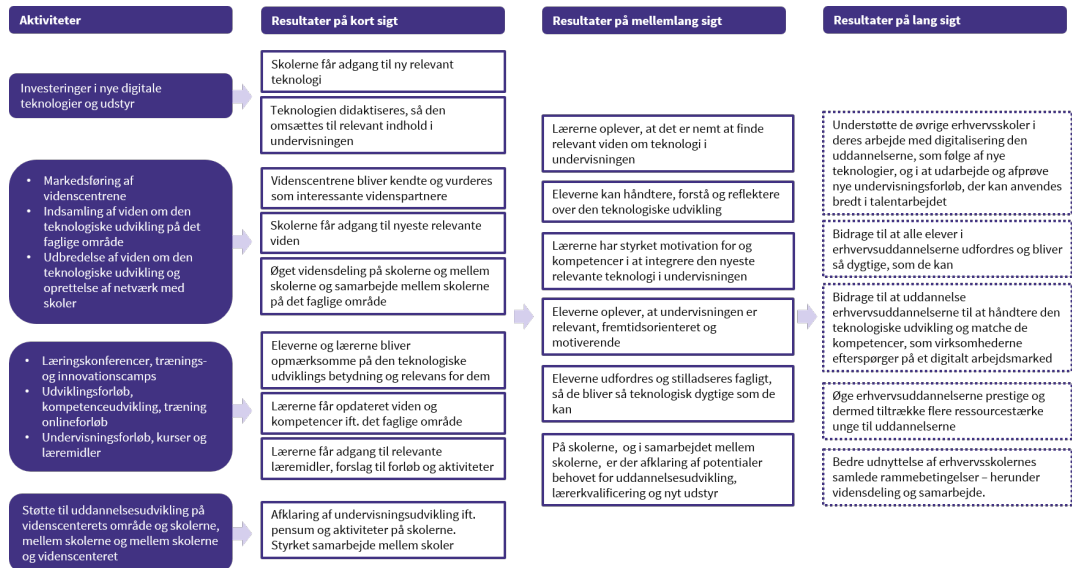 Aktiviteter
Investeringer i nye digitale
teknologier og udstyr
• Markedsføring af
videnscentrene
• Indsamling af viden om den
teknologiske udvikling på det
faglige område
• Udbredelse af viden om den
teknologiske udvikling og
oprettelse af netværk med
skoler
• Læringskonferencer, trænings-
og innovationscamps
• Udviklingsforløb,
kompetenceudvikling, træning
onlineforløb
• Undervisningsforløb, kurser og
læremidler
Støtte til uddannelsesudvikling på
videnscenterets område og skolerne,
mellem skolerne og mellem skolerne
og videnscenteret
Resultater på kort sigt
Skolerne får adgang til ny relevant
teknologi
Teknologien didaktiseres, så den
omsættes til relevant indhold i
undervisningen
Videnscentrene bliver kendte og vurderes
som interessante videnspartnere
Skolerne får adgang til nyeste relevante
viden
Øget vidensdeling på skolerne og mellem
skolerne og samarbejde mellem skolerne
på det faglige område
Eleverne og lærerne bliver
opmærksomme på den teknologiske
udviklings betydning og relevans for dem
Lærerne får opdateret viden og
kompetencer ift. det faglige område
Lærerne får adgang til relevante
læremidler, forslag til forløb og aktiviteter
Afklaring af undervisningsudvikling ift.
pensum og aktiviteter på skolerne.
Styrket samarbejde mellem skoler
Resultater på mellemlang sigt
Lærerne oplever, at det er nemt at finde
relevant viden om teknologi i
undervisningen
Eleverne kan håndtere, forstå og reflektere
over den teknologiske udvikling
Lærerne har styrket motivation for og
kompetencer i at integrere den nyeste
relevante teknologi i undervisningen
Eleverne oplever, at undervisningen er
relevant, fremtidsorienteret og
motiverende
Eleverne udfordres og stilladseres fagligt,
så de bliver så teknologisk dygtige som de
kan
På skolerne, og i samarbejdet mellem
skolerne, er der afklaring af potentialer
behovet for uddannelsesudvikling,
lærerkvalificering og nyt udstyr
Resultater på lang sigt
Understøtte de øvrige erhvervsskoler i
deres arbejde med digitalisering den
uddannelserne, som følge af nye
teknologier, og i at udarbejde og afprøve
nye undervisningsforløb, der kan anvendes
bredt i talentarbejdet
Bidrage til at alle elever i
erhvervsuddannelserne udfordres og bliver
så dygtige, som de kan
Bidrage til at uddannelse
erhvervsuddannelserne til at håndtere den
teknologiske udvikling og matche de
kompetencer, som virksomhederne
efterspørger på et digitalt arbejdsmarked
Øge erhvervsuddannelserne prestige og
dermed tiltrække flere ressourcestærke
unge til uddannelserne
Bedre udnyttelse af erhvervsskolernes
samlede rammebetingelser – herunder
vidensdeling og samarbejde.